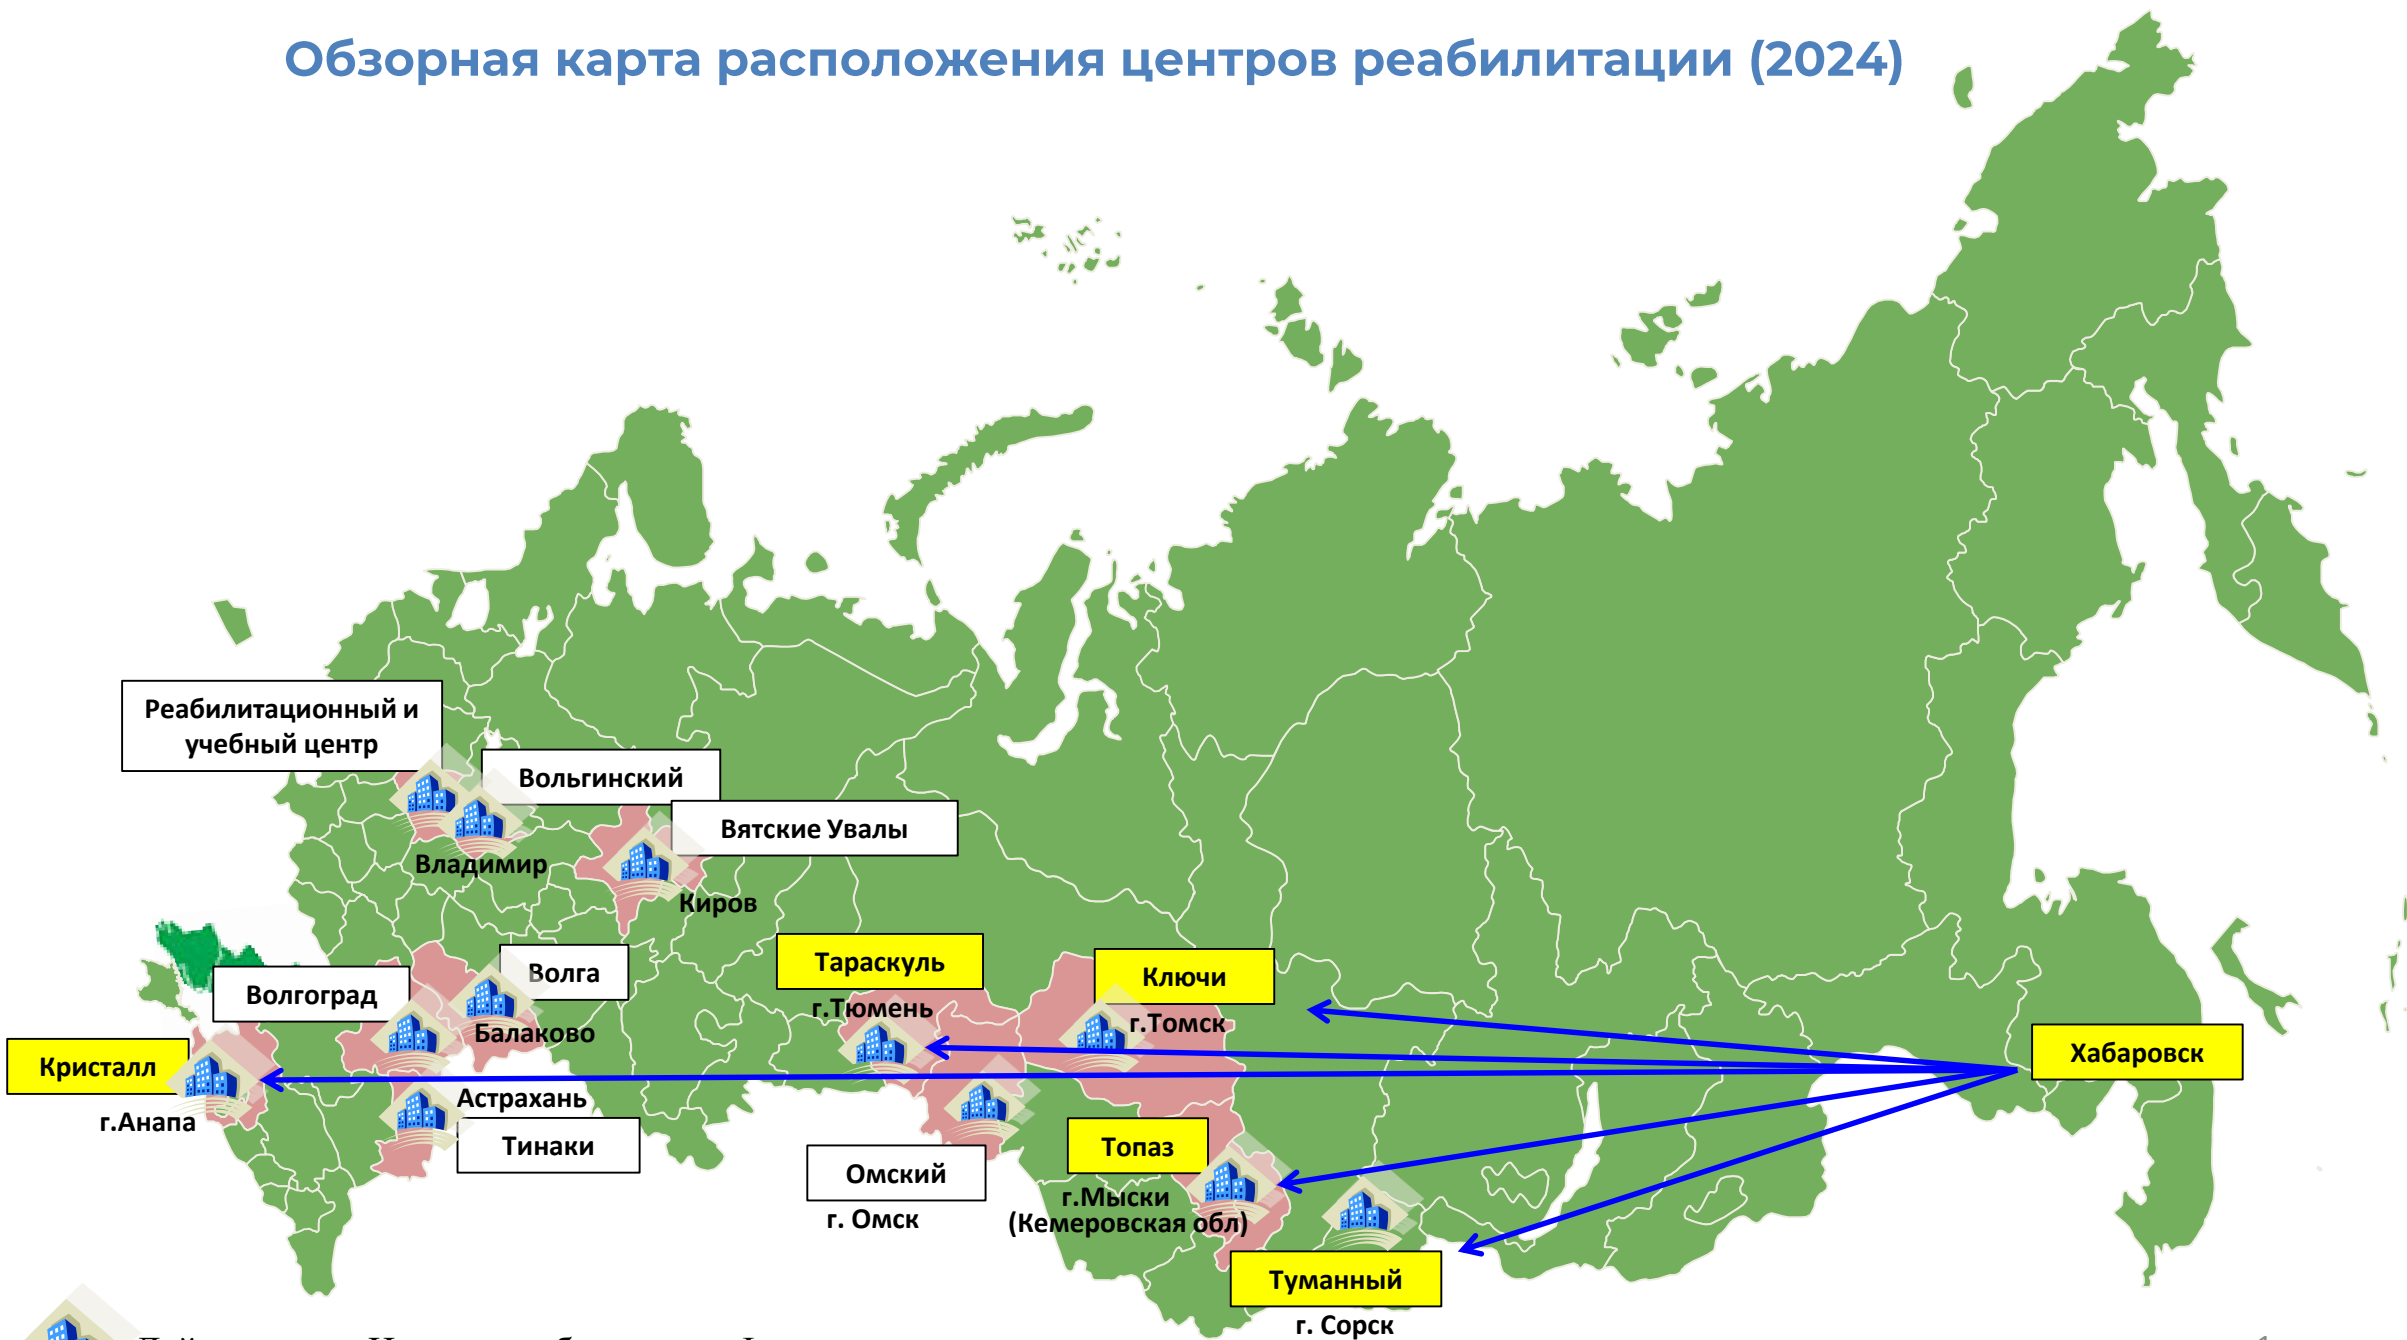 Обзорная карта расположения центров реабилитации (2024)
Реабилитационный и
учебный центр
Вольгинский
Вятские Увалы
Владимир
Киров
Волга
Волгоград
Балаково
Тараскуль
г.Тюмень
Ключи
г.Томск
Хабаровск
Кристалл
г.Анапа
Астрахань
Тинаки
Омский
г. Омск
Топаз
г.Мыски
(Кемеровская обл)
Туманный
г. Сорск